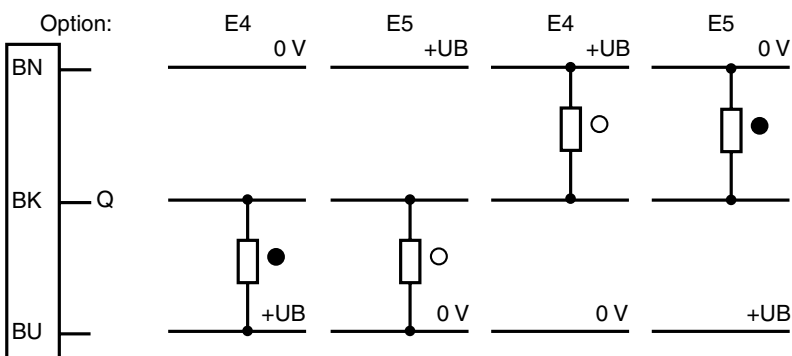 Option: E4 E5 E4 E5
0 V +UB +UB 0 V
BN
BK Q
+UB 0 V 0 V +UB
BU